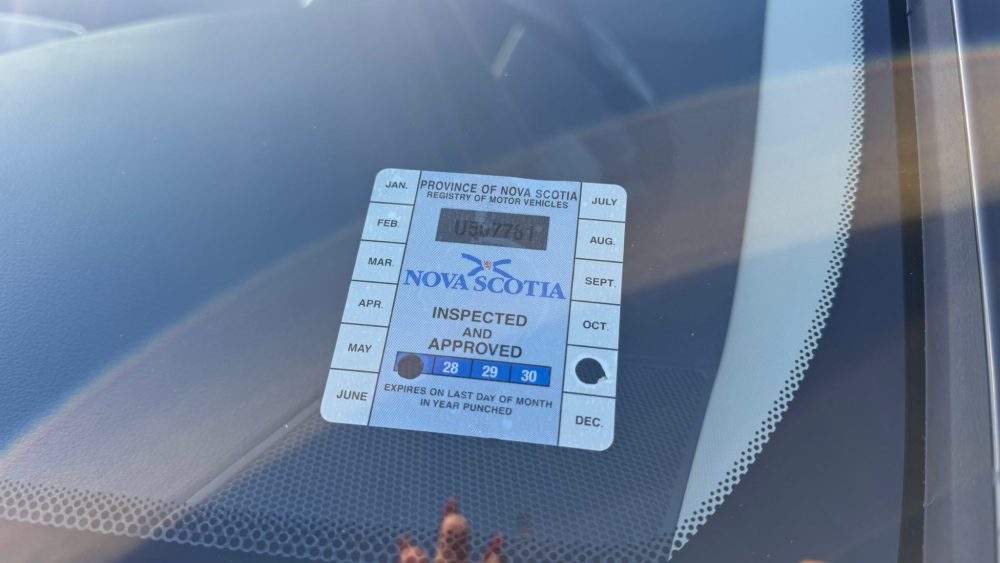 PROVINCE OF NOVA SCOTIA
REGISTRY OF MOTOR VEHICLES
NOVA SCOTIA
INSPECTED
AND
APPROVED
28 29 30
EXPIRES ON LAST DAY OF MONTH
IN YEAR PUNCHED
JAN.
FEB.
MAR.
APR.
MAY
JUNE
JULY
AUG.
SEPT.
OCT.
DEC.